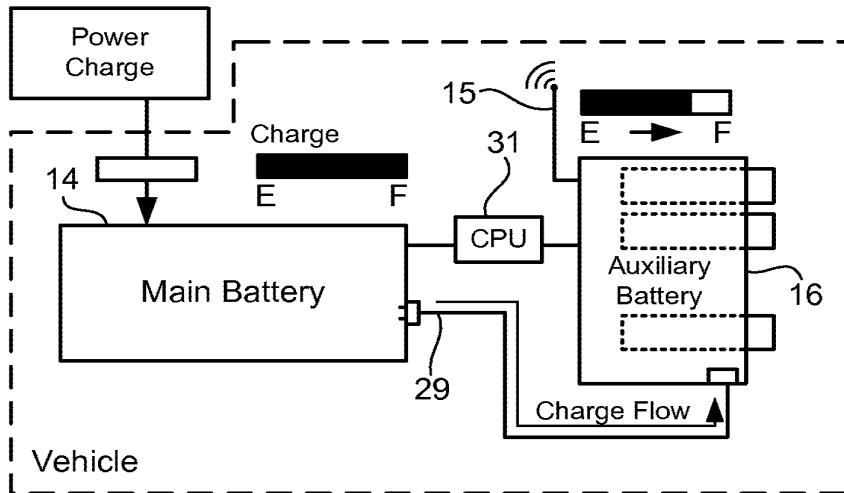 Power
Charge
15
E F
Charge
31
14
E F
CPU
Main Battery
Auxiliary
Battery
16
29
Charge Flow
Vehicle